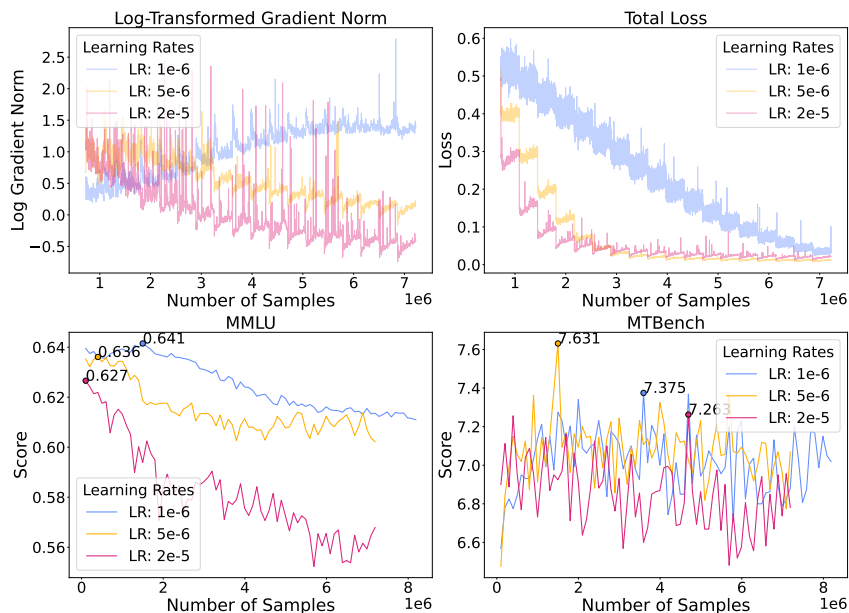 Log-Transformed Gradient Norm
Log Gradient Norm
2.5
2.0
1.5
1.0
0.5
0.0
−0.5
Learning Rates
LR: 1e-6
LR: 5e-6
LR: 2e-5
1 2 3 4 5 6 7
Number of Samples
1e6
Total Loss
Loss
0.6
0.5
0.4
0.3
0.2
0.1
0.0
Learning Rates
LR: 1e-6
LR: 5e-6
LR: 2e-5
1 2 3 4 5 6 7
Number of Samples
1e6
MMLU
Score
0.64
0.62
0.60
0.58
0.56
0.641
0.636
0.627
Learning Rates
LR: 1e-6
LR: 5e-6
LR: 2e-5
0 2 4 6 8
Number of Samples
1e6
MTBench
Score
7.6
7.4
7.2
7.0
6.8
6.6
7.631
7.375
7.263
Learning Rates
LR: 1e-6
LR: 5e-6
LR: 2e-5
0 2 4 6 8
Number of Samples
1e6